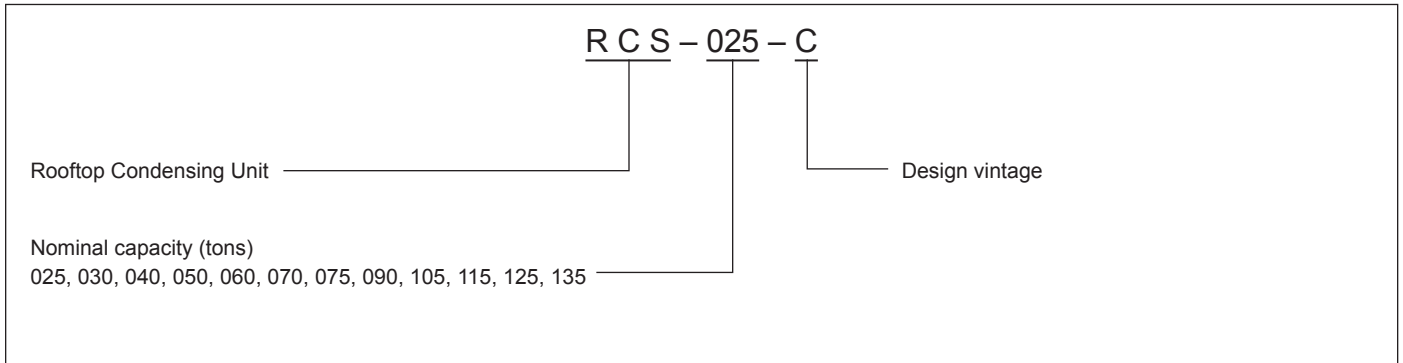 R C S – 025 – C
Rooftop Condensing Unit
Design vintage
Nominal capacity (tons)
025, 030, 040, 050, 060, 070, 075, 090, 105, 115, 125, 135